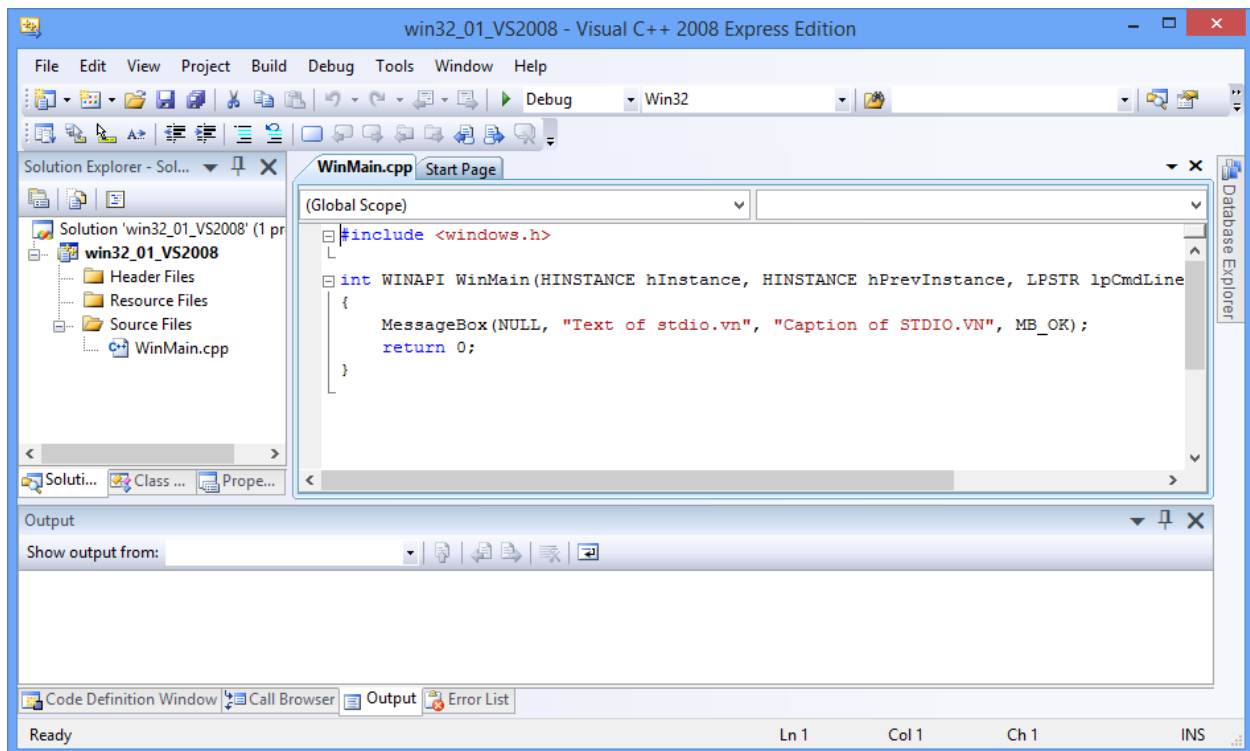 win32_01_VS2008 - Visual C++ 2008 Express Edition
File Edit View Project Build Debug Tools Window Help
Debug Win32
Solution Explorer - Sol...
WinMain.cpp Start Page
(Global Scope)
Solution 'win32_01_VS2008' (1 pr
win32_01_VS2008
Header Files
Resource Files
Source Files
WinMain.cpp
#include <windows.h>
int WINAPI WinMain(HINSTANCE hInstance, HINSTANCE hPrevInstance, LPSTR lpCmdLine
{
MessageBox(NULL, "Text of stdio.vn", "Caption of STDIO.VN", MB_OK);
return 0;
}
Database Explorer
Soluti... Class ... Prope...
Output
Show output from:
Code Definition Window Call Browser Output Error List
Ready Ln 1 Col 1 Ch 1 INS